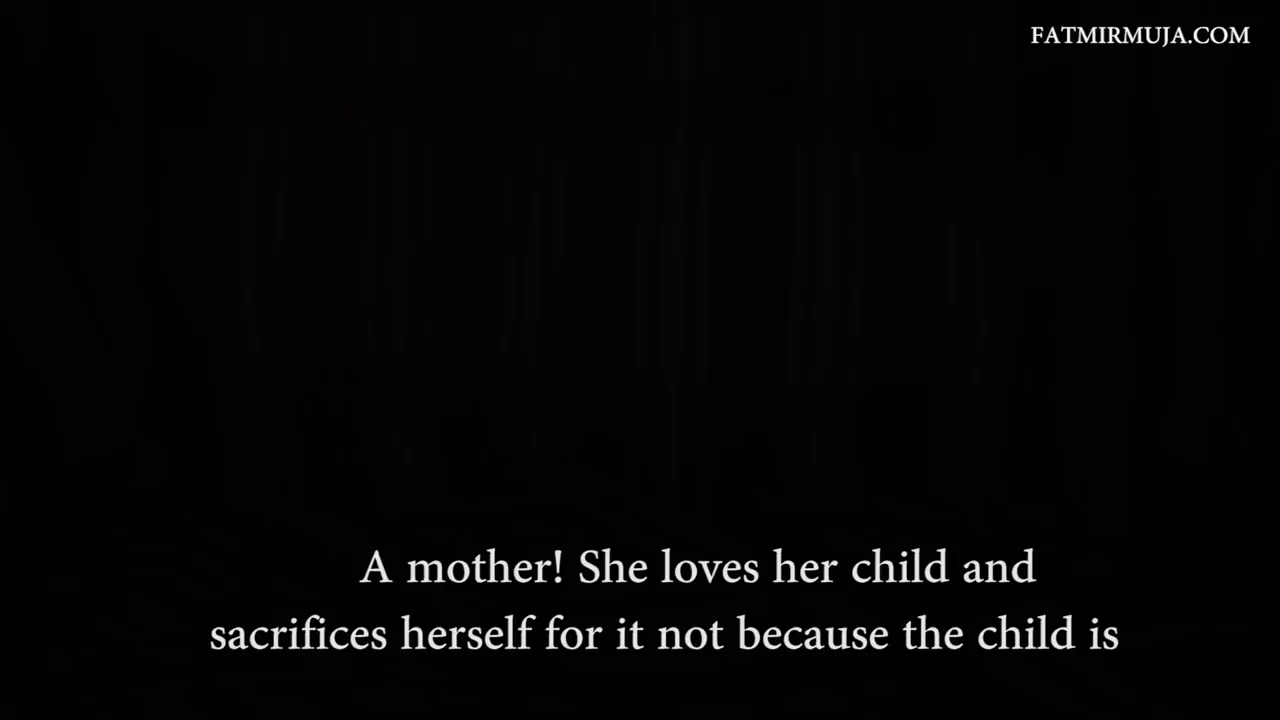 FATMIRMUJA.COM
A mother! She loves her child and
sacrifices herself for it not because the child is